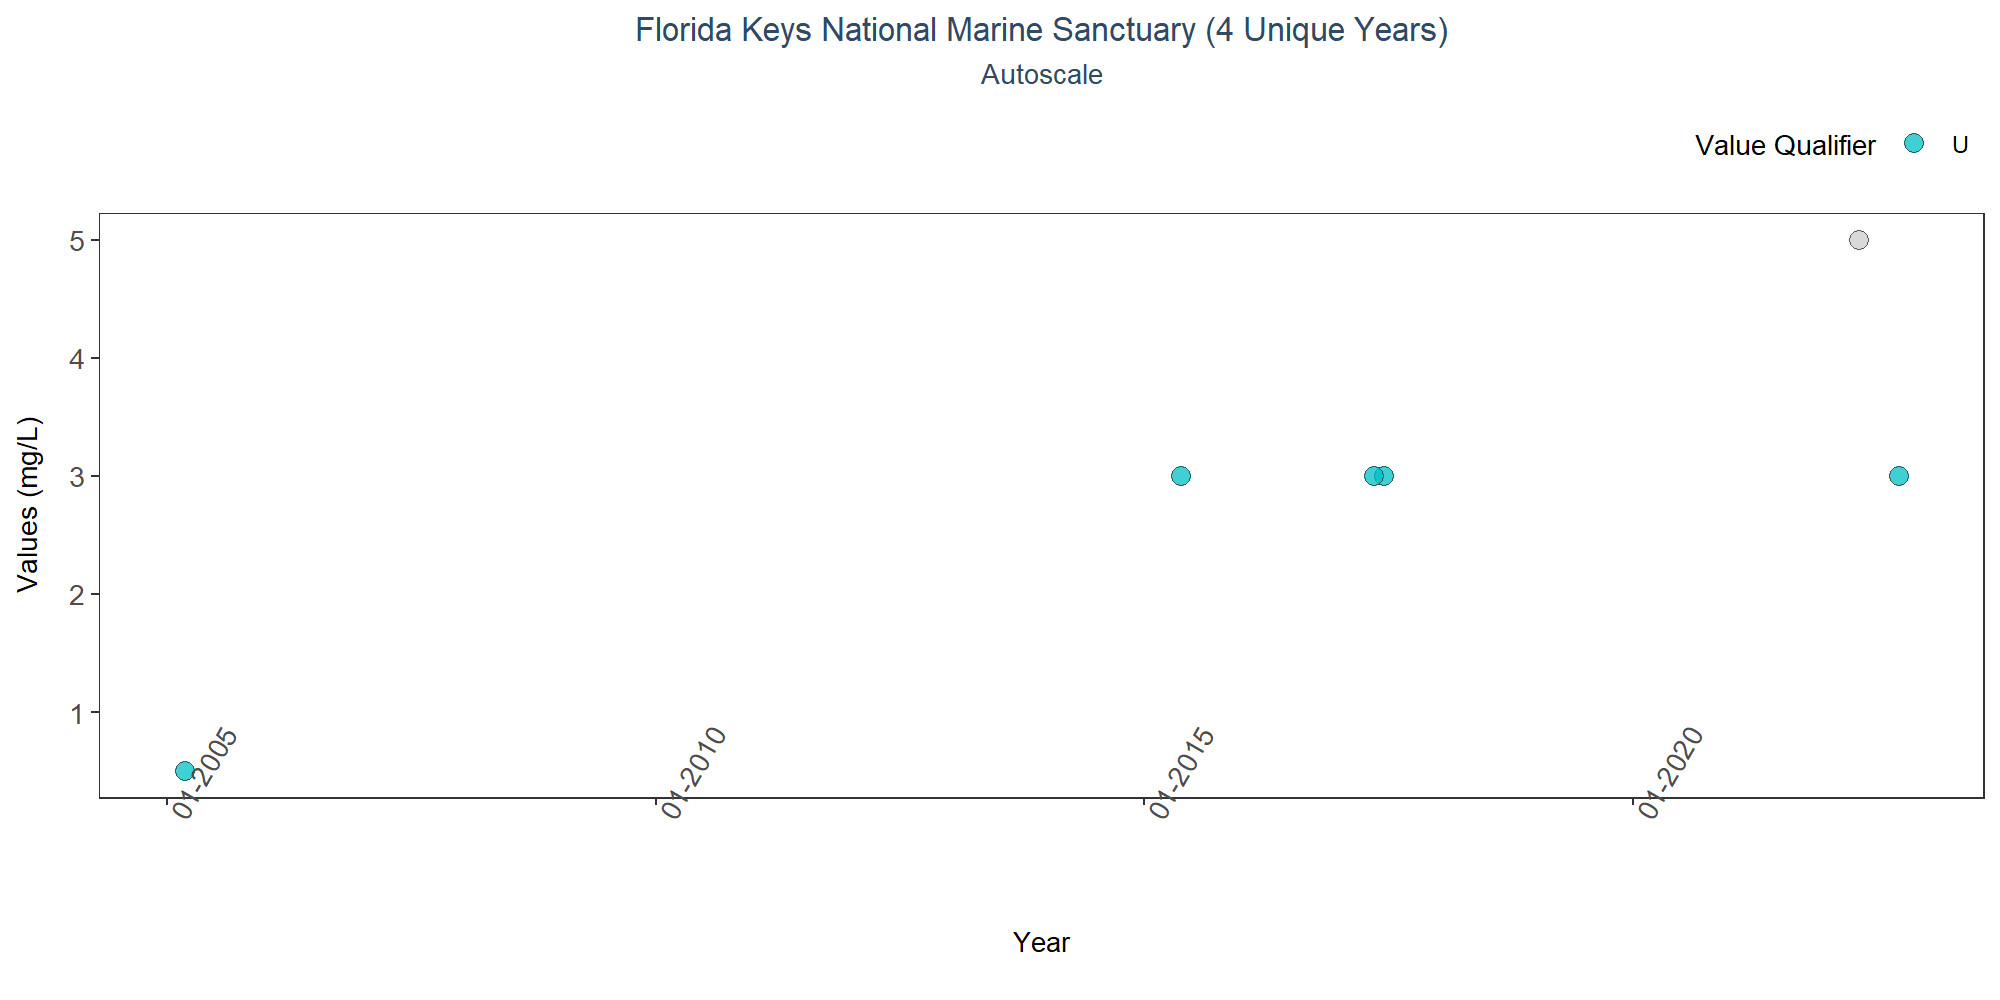 Florida Keys National Marine Sanctuary (4 Unique Years)
Autoscale
Value Qualifier U
5
4
3
2
1
Values (mg/L)
01-2005
01-2010
01-2015
01-2020
Year